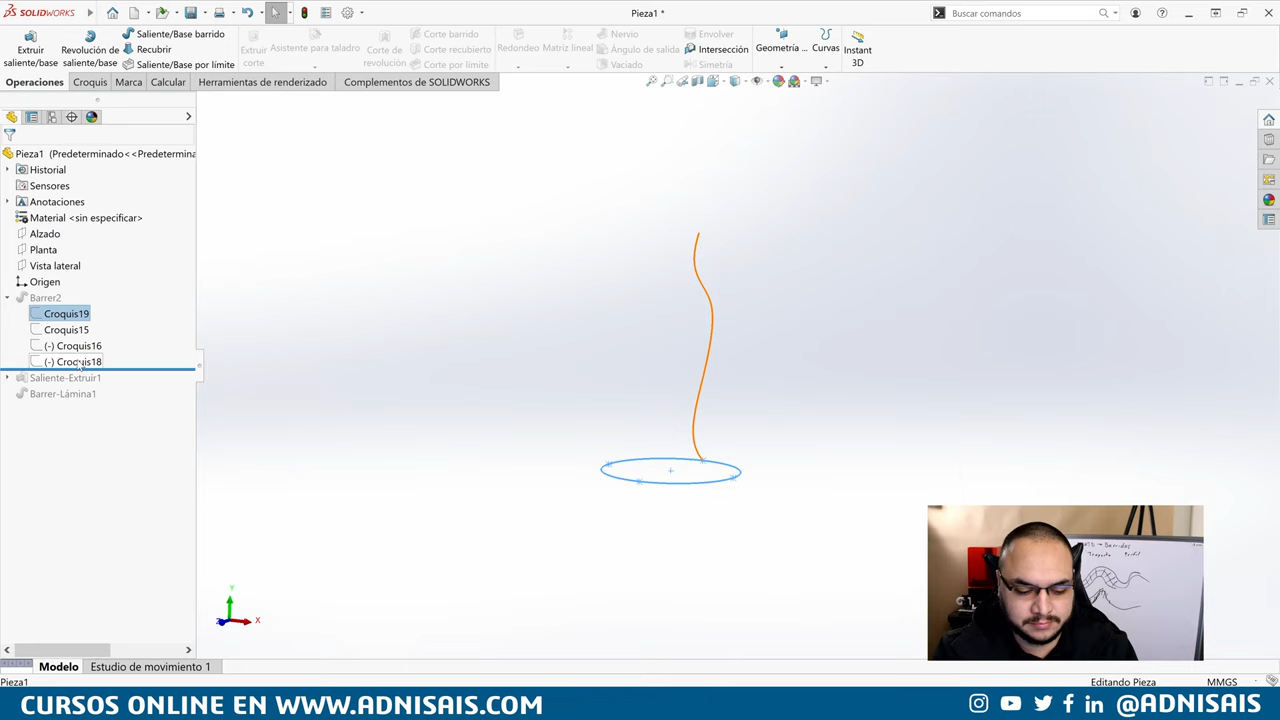 SOLIDWORKS
Pieza1 *
Buscar comandos
Extruir saliente/base
Revolución de saliente/base
Saliente/Base barrido
Recubrir
Saliente/Base por límite
Extruir corte
Asistente para taladro
Corte de revolución
Corte barrido
Corte recubierto
Corte por límite
Redondeo
Matriz lineal
Nervio
Ángulo de salida
Vaciado
Envolver
Intersección
Simetría
Geometría ...
Curvas
Instant 3D
Operaciones
Croquis
Marca
Calcular
Herramientas de renderizado
Complementos de SOLIDWORKS
Pieza1 (Predeterminado<<Predetermina
Historial
Sensores
Anotaciones
Material <sin especificar>
Alzado
Planta
Vista lateral
Origen
Barrer2
Croquis19
Croquis15
(-) Croquis16
(-) Croquis18
Saliente-Extruir1
Barrer-Lámina1
Y
X
Z
Barridos
Trayecto Perfil
Modelo
Estudio de movimiento 1
Pieza1
Editando Pieza
MMGS
CURSOS ONLINE EN WWW.ADNISAIS.COM
@ADNISAIS